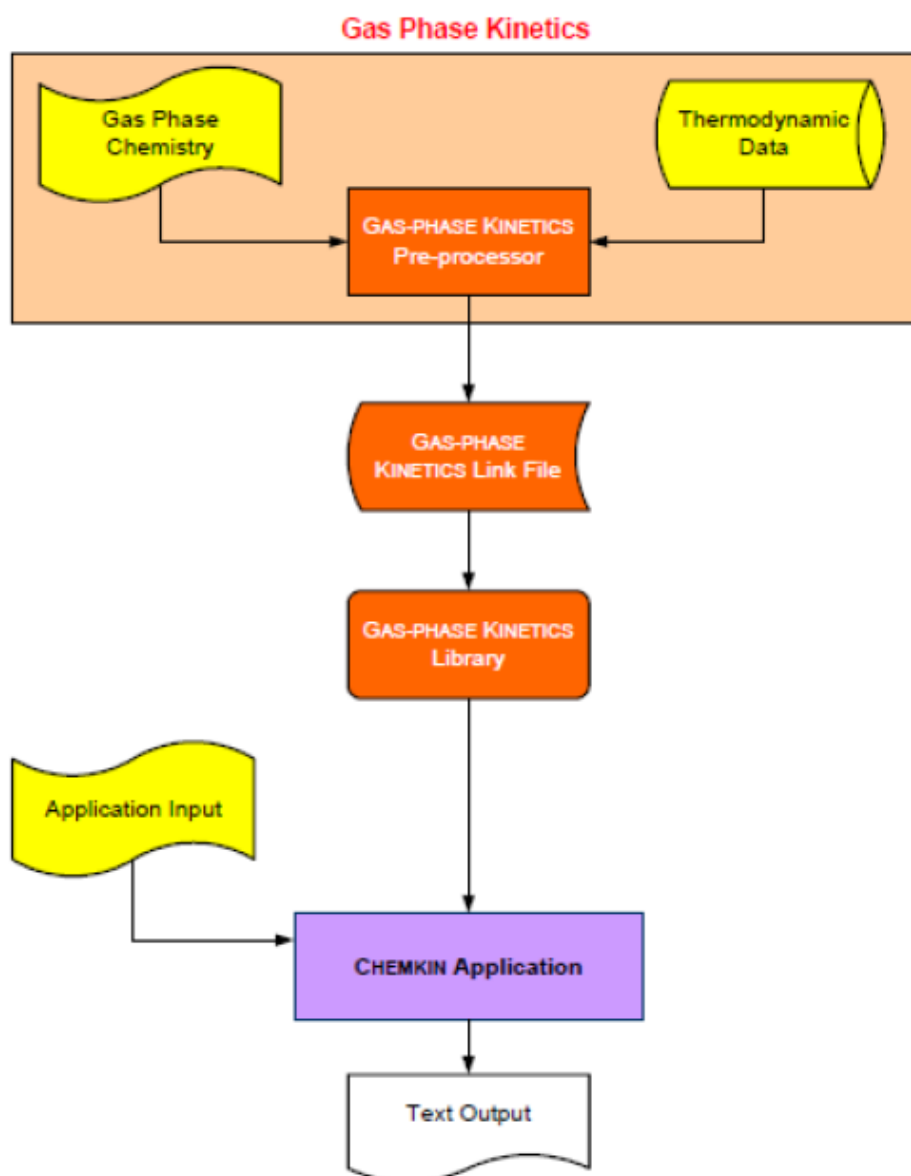 Gas Phase Kinetics
Gas Phase
Chemistry
Thermodynamic
Data
GAS-PHASE KINETICS
Pre-processor
GAS-PHASE
KINETICS Link File
GAS-PHASE KINETICS
Library
Application Input
CHEMKIN Application
Text Output